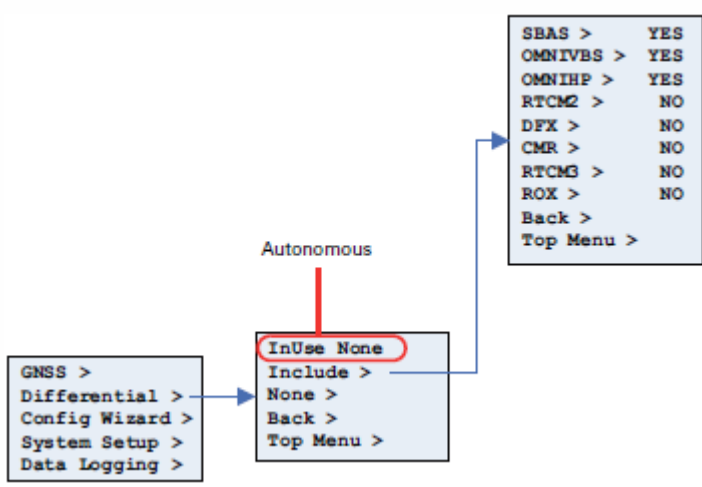 SBAS > YES
OMNIVBS > YES
OMNIHP > YES
RTCM2 > NO
DFX > NO
CMR > NO
RTCM3 > NO
ROX > NO
Back >
Top Menu >
Autonomous
InUse None
Include >
None >
Back >
Top Menu >
GNSS >
Differential >
Config Wizard >
System Setup >
Data Logging >